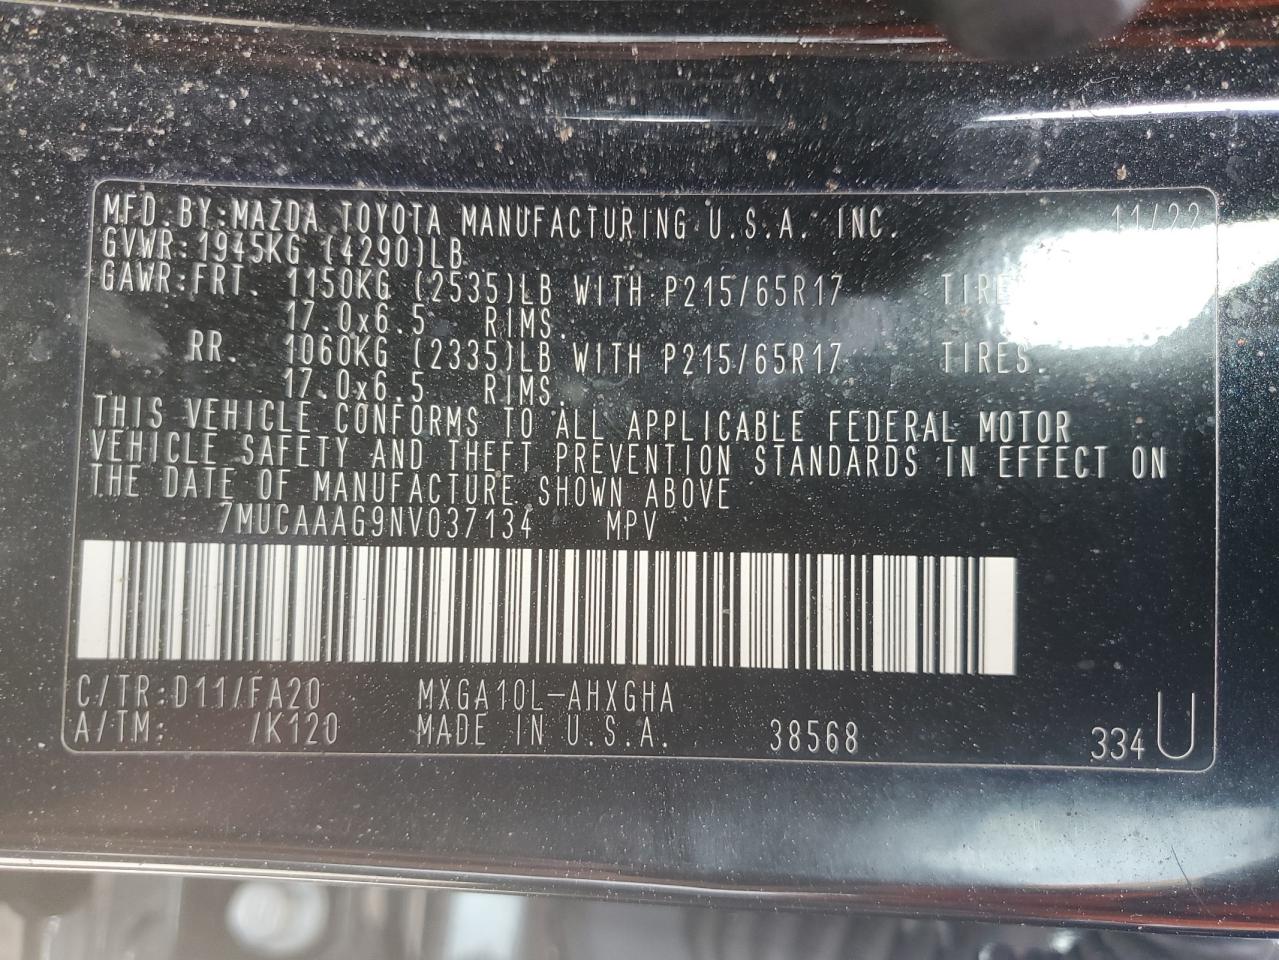 MFD.BY:MAZDA TOYOTA MANUFACTURING U.S.A. INC. 11/22
GVWR:1945KG (4290)LB
GAWR:FRT. 1150KG (2535)LB WITH P215/65R17 TIRES.
17.0x6.5 RIMS.
RR. 1060KG (2335)LB WITH P215/65R17 TIRES.
17.0x6.5 RIMS.
THIS VEHICLE CONFORMS TO ALL APPLICABLE FEDERAL MOTOR
VEHICLE SAFETY AND THEFT PREVENTION STANDARDS IN EFFECT ON
THE DATE OF MANUFACTURE SHOWN ABOVE
7MUCAAAG9NV037134 MPV
C/TR:D11/FA20 MXGA10L-AHXGHA
A/TM: /K120 MADE IN U.S.A. 38568 334 U